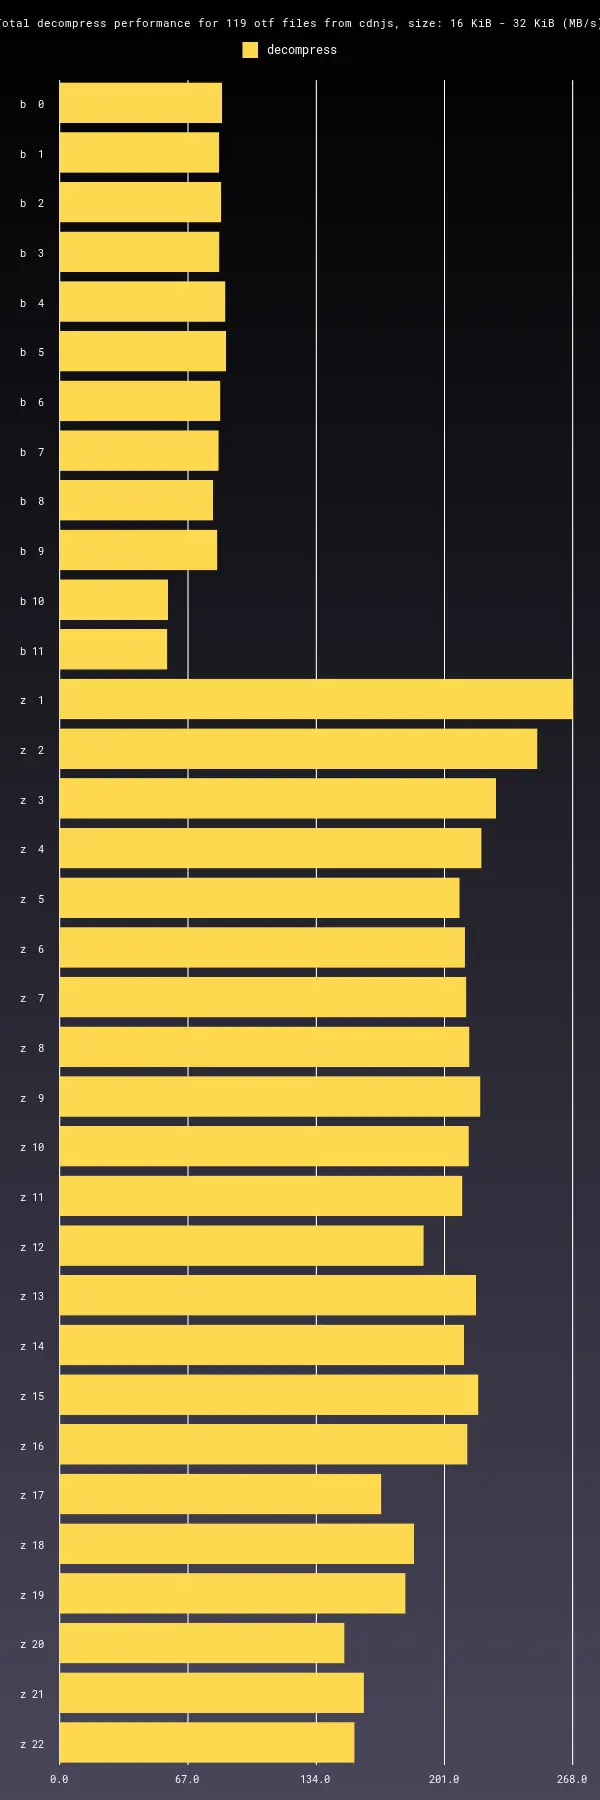 otal decompress performance for 119 otf files from cdnjs, size: 16 KiB - 32 KiB (MB/s)
decompress
b 0
b 1
b 2
b 3
b 4
b 5
b 6
b 7
b 8
b 9
b 10
b 11
z 1
z 2
z 3
z 4
z 5
z 6
z 7
z 8
z 9
z 10
z 11
z 12
z 13
z 14
z 15
z 16
z 17
z 18
z 19
z 20
z 21
z 22
0.0 67.0 134.0 201.0 268.0